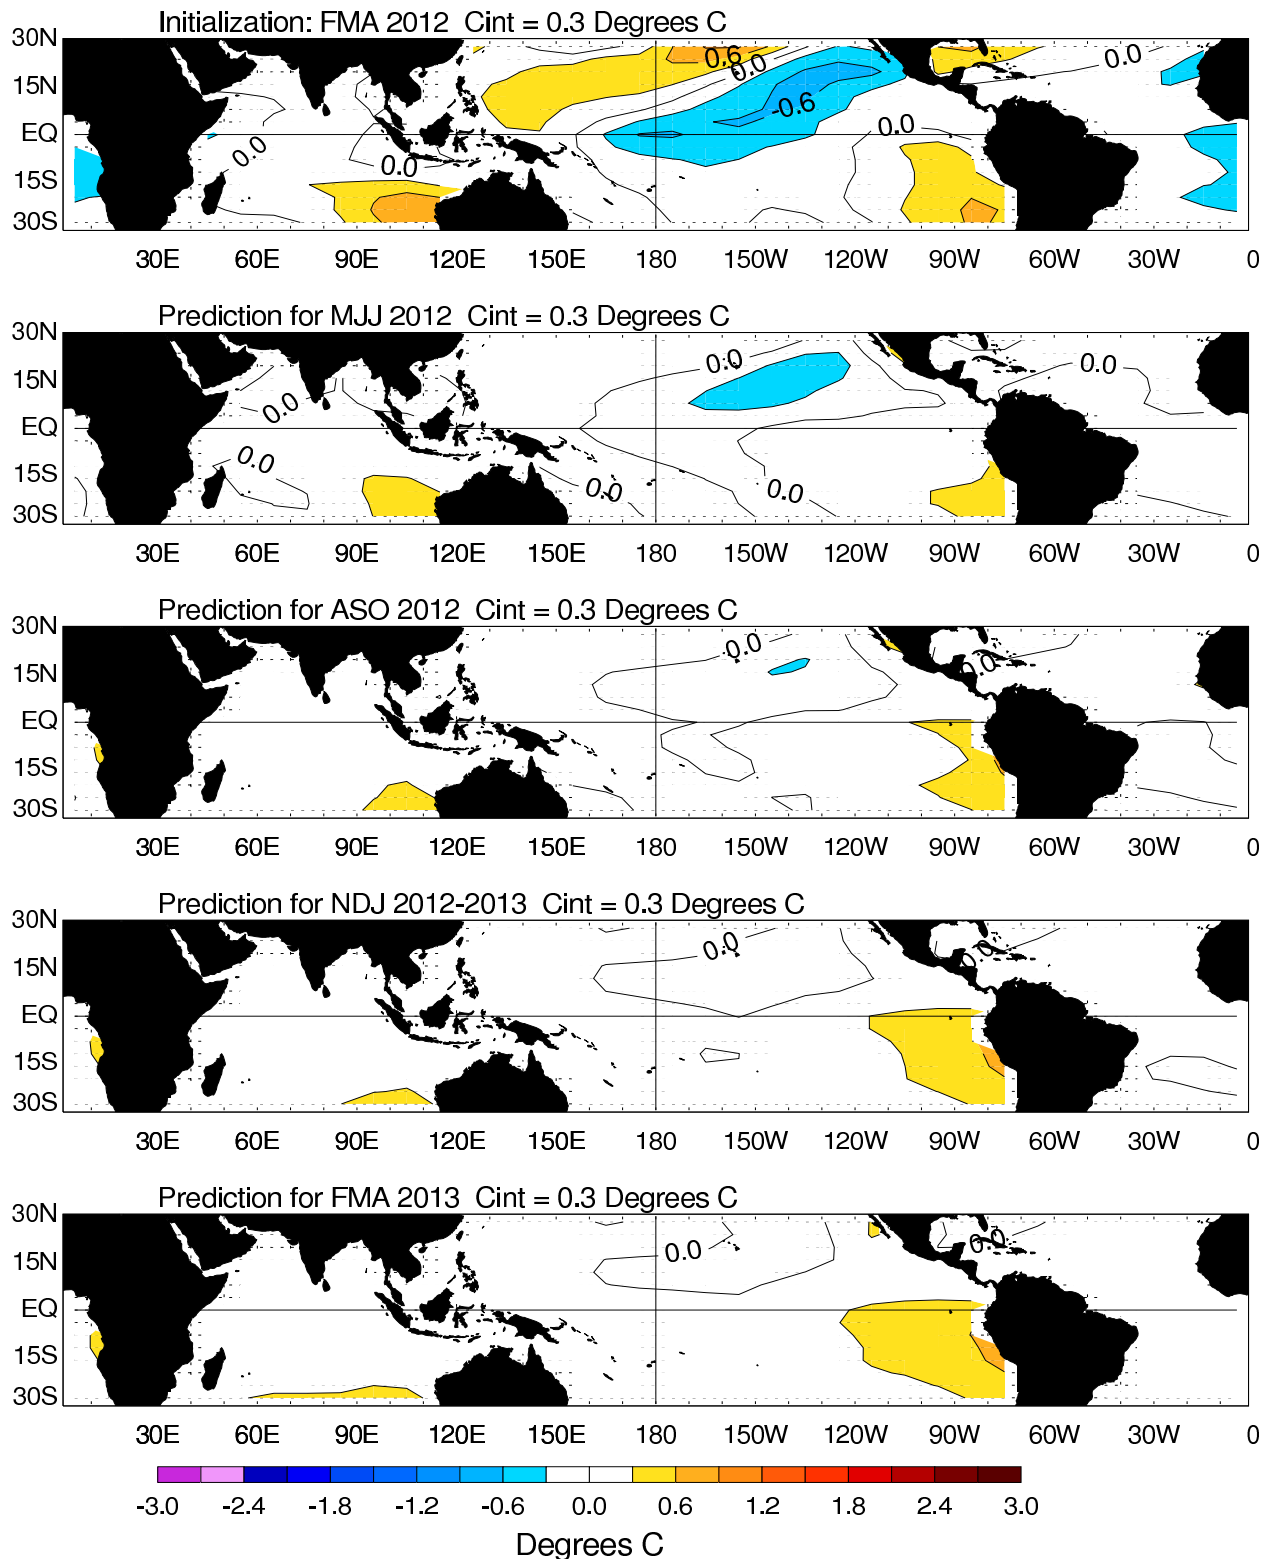 Initialization: FMA 2012  Cint = 0.3 Degrees C
30N
15N
EQ
15S
30S
0.6
0.0
-0.6
0.0
0.0
0.0
0.0
30E 60E 90E 120E 150E 180 150W 120W 90W 60W 30W 0
Prediction for MJJ 2012  Cint = 0.3 Degrees C
30N
15N
EQ
15S
30S
0.0
0.0
0.0
0.0
0.0
0.0
30E 60E 90E 120E 150E 180 150W 120W 90W 60W 30W 0
Prediction for ASO 2012  Cint = 0.3 Degrees C
30N
15N
EQ
15S
30S
0.0
0.0
30E 60E 90E 120E 150E 180 150W 120W 90W 60W 30W 0
Prediction for NDJ 2012-2013  Cint = 0.3 Degrees C
30N
15N
EQ
15S
30S
0.0
0.0
30E 60E 90E 120E 150E 180 150W 120W 90W 60W 30W 0
Prediction for FMA 2013  Cint = 0.3 Degrees C
30N
15N
EQ
15S
30S
0.0
0.0
30E 60E 90E 120E 150E 180 150W 120W 90W 60W 30W 0
-3.0 -2.4 -1.8 -1.2 -0.6 0.0 0.6 1.2 1.8 2.4 3.0
Degrees C